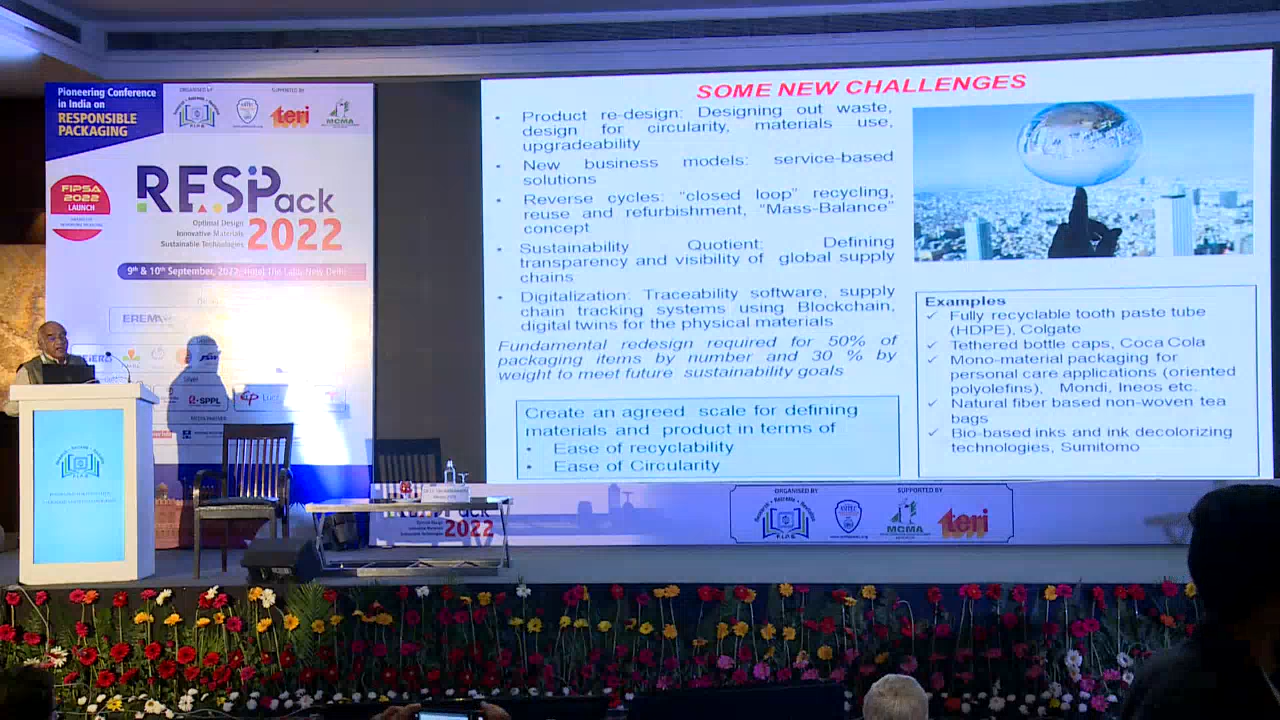 Pioneering Conference
in India on
RESPONSIBLE
PACKAGING
ORGANISED BY
SUPPORTED BY
P.I.P.S.
teri
MCMA
FIPSA
2022
LAUNCH
RESPack
2022
Optimal Design
Innovative Materials
Sustainable Technologies
9th & 10th September, 2022,
EREMA
SPPL
SOME NEW CHALLENGES
• Product re-design: Designing out waste,
design for circularity, materials use,
upgradeability
• New business models: service-based
solutions
• Reverse cycles: “closed loop” recycling,
reuse and refurbishment, “Mass-Balance”
concept
• Sustainability Quotient: Defining
transparency and visibility of global supply
chains
• Digitalization: Traceability software, supply
chain tracking systems using Blockchain,
digital twins for the physical materials
Fundamental redesign required for 50% of
packaging items by number and 30 % by
weight to meet future sustainability goals
Create an agreed scale for defining
materials and product in terms of
• Ease of recyclability
• Ease of Circularity
Examples
✓ Fully recyclable tooth paste tube
(HDPE), Colgate
✓ Tethered bottle caps, Coca Cola
✓ Mono-material packaging for
personal care applications (oriented
polyolefins), Mondi, Ineos etc.
✓ Natural fiber based non-woven tea
bags
✓ Bio-based inks and ink decolorizing
technologies, Sumitomo
Pack
2022
ORGANISED BY
SUPPORTED BY
P.I.P.S.
MCMA
teri